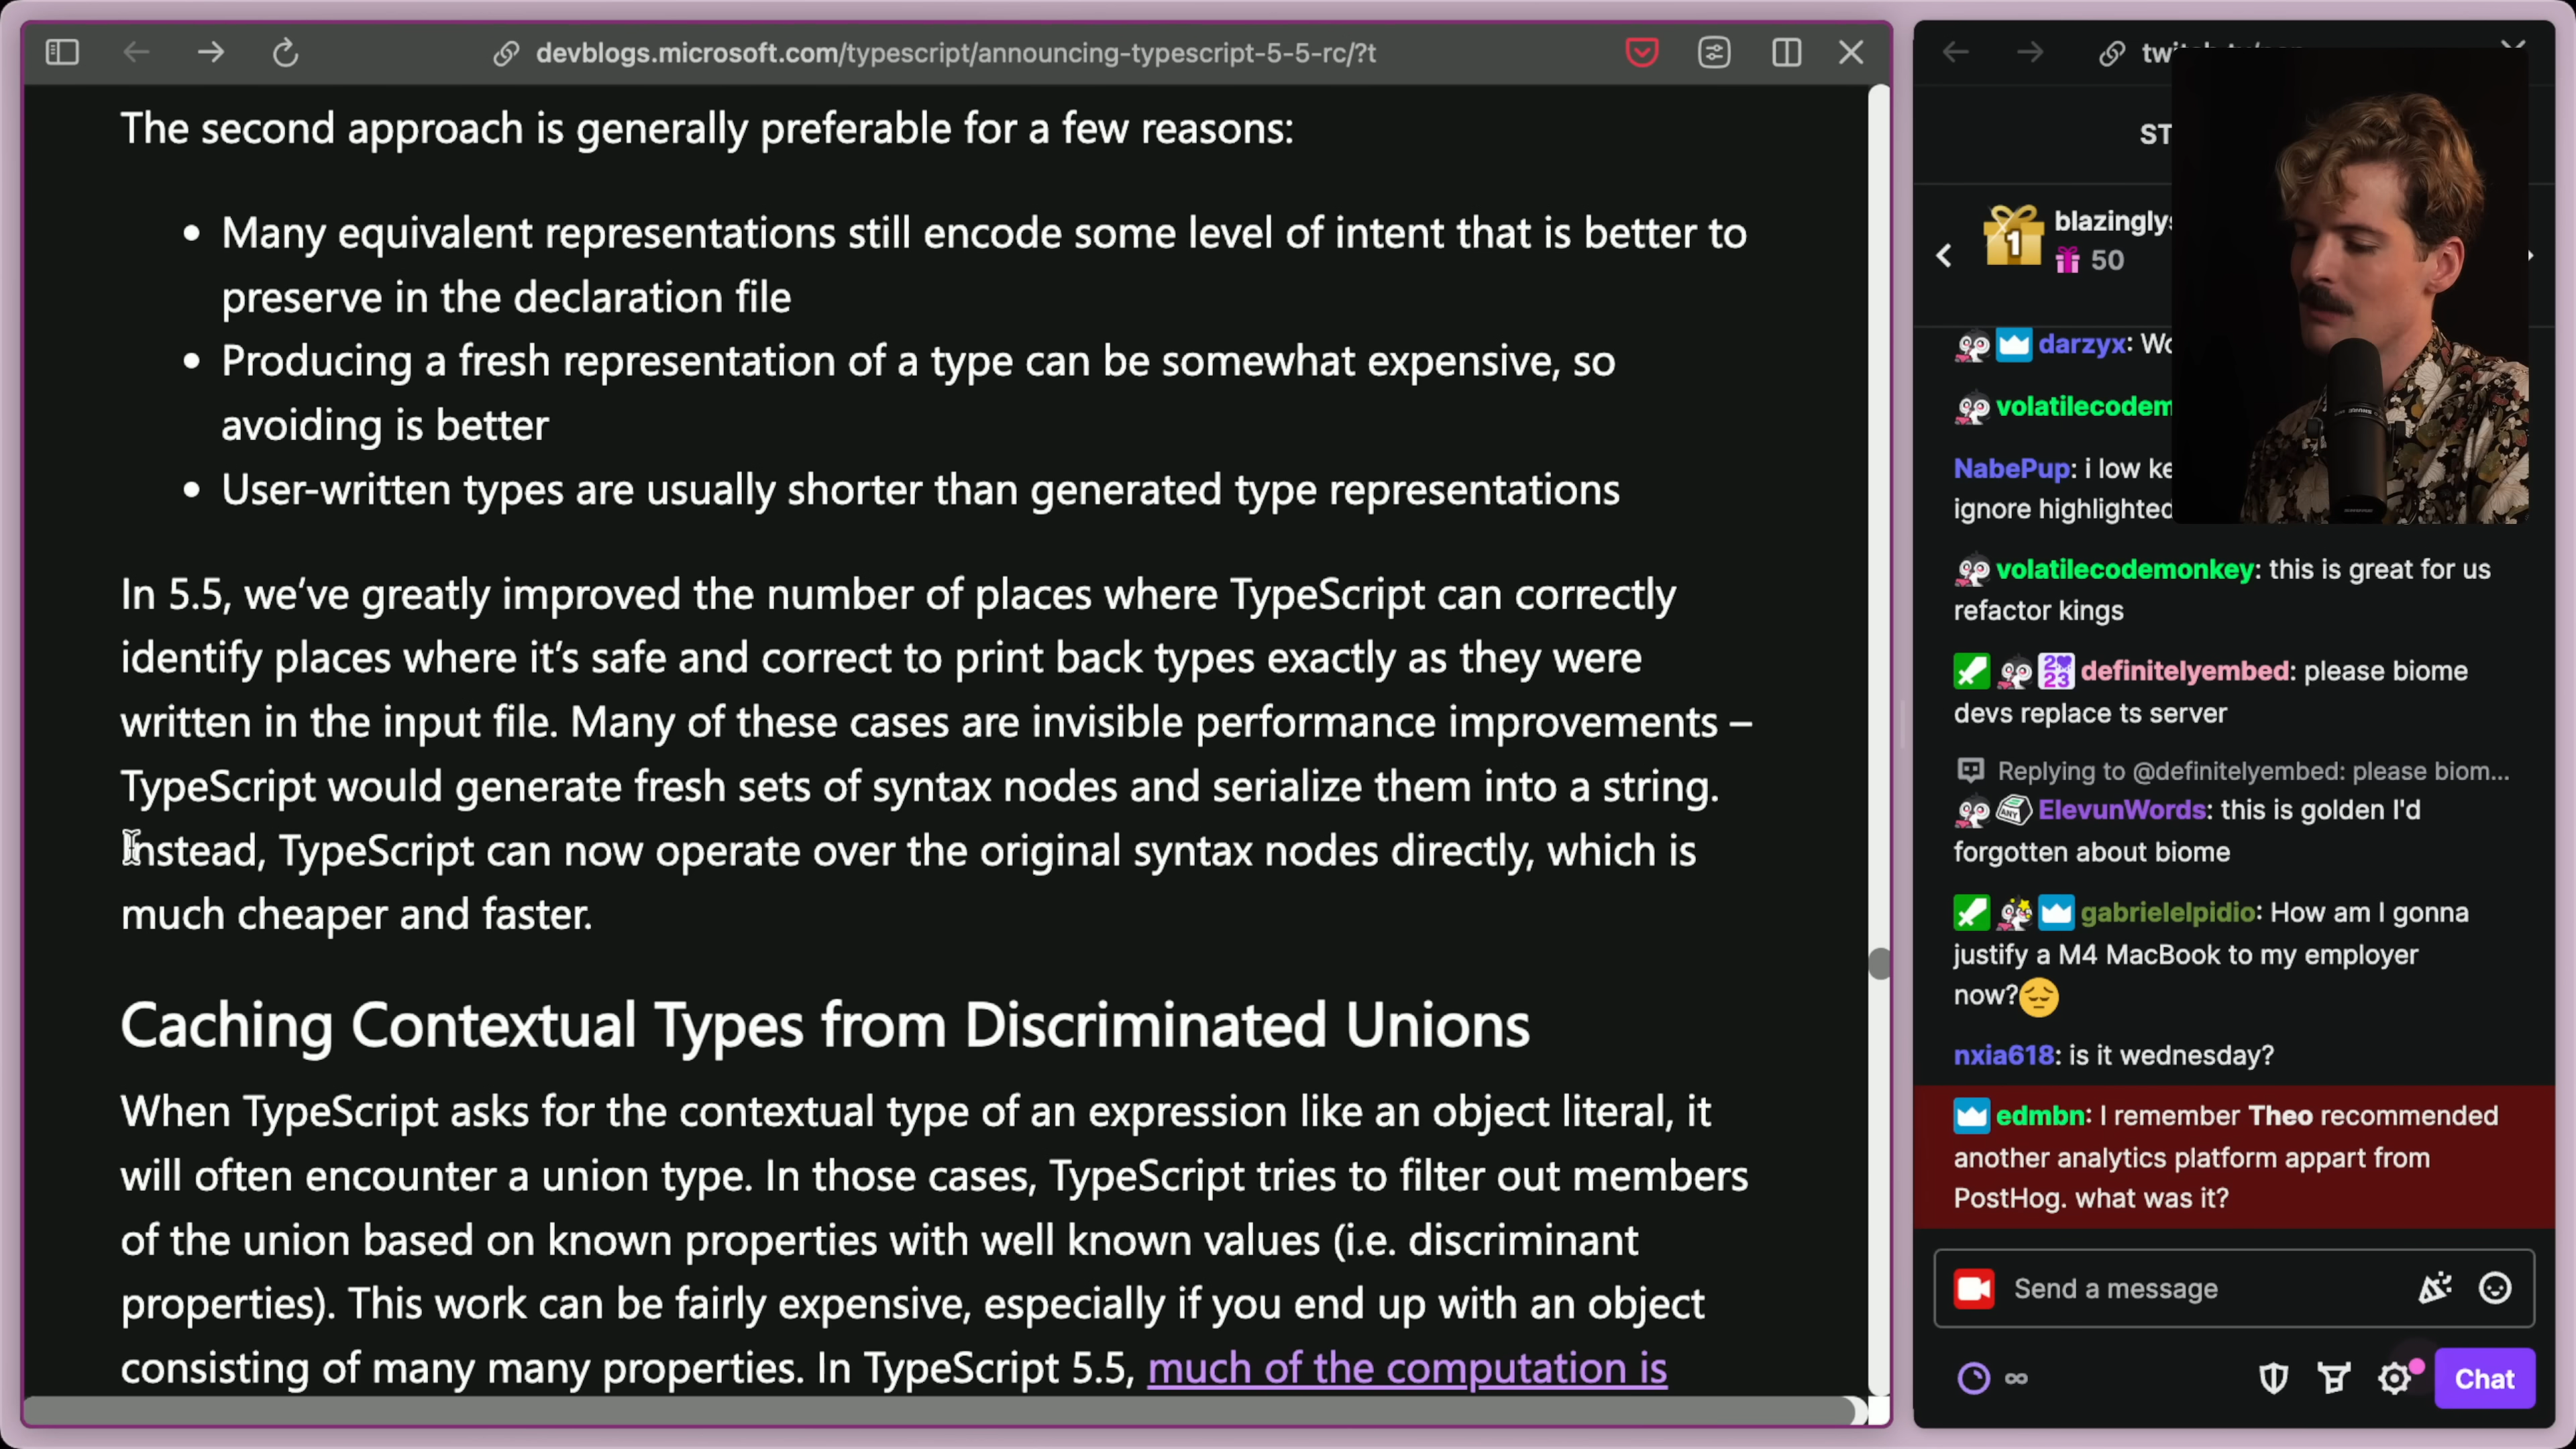 devblogs.microsoft.com/typescript/announcing-typescript-5-5-rc/?t
The second approach is generally preferable for a few reasons:
• Many equivalent representations still encode some level of intent that is better to
preserve in the declaration file
• Producing a fresh representation of a type can be somewhat expensive, so
avoiding is better
• User-written types are usually shorter than generated type representations
In 5.5, we’ve greatly improved the number of places where TypeScript can correctly
identify places where it’s safe and correct to print back types exactly as they were
written in the input file. Many of these cases are invisible performance improvements –
TypeScript would generate fresh sets of syntax nodes and serialize them into a string.
Instead, TypeScript can now operate over the original syntax nodes directly, which is
much cheaper and faster.
Caching Contextual Types from Discriminated Unions
When TypeScript asks for the contextual type of an expression like an object literal, it
will often encounter a union type. In those cases, TypeScript tries to filter out members
of the union based on known properties with well known values (i.e. discriminant
properties). This work can be fairly expensive, especially if you end up with an object
consisting of many many properties. In TypeScript 5.5, much of the computation is
ST
1
50
darzyx:
NabePup: i low
ignore highlighted
volatilecodemonkey: this is great for us
refactor kings
2 23 definitelyembed: please biome
devs replace ts server
Replying to @definitelyembed: please biom...
ANY ElevunWords: this is golden I'd
forgotten about biome
gabrielelpidio: How am I gonna
justify a M4 MacBook to my employer
now?
nxia618: is it wednesday?
edmbn: I remember Theo recommended
another analytics platform appart from
PostHog. what was it?
Send a message
∞
Chat